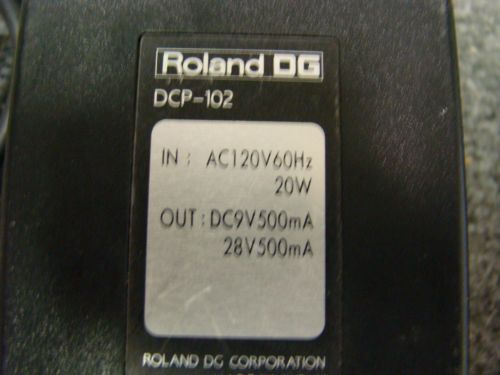 Roland DG
DCP-102
IN : AC120V60Hz
20W
OUT : DC9V500mA
28V500mA
ROLAND DG CORPORATION